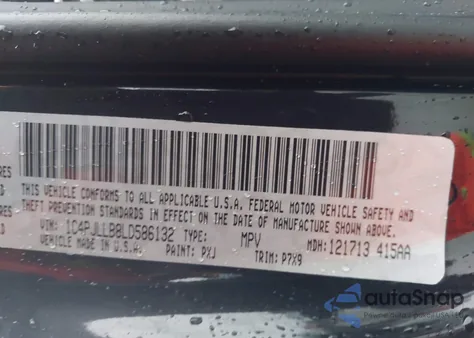 THIS VEHICLE CONFORMS TO ALL APPLICABLE U.S.A. FEDERAL MOTOR VEHICLE SAFETY AND
THEFT PREVENTION STANDARDS IN EFFECT ON THE DATE OF MANUFACTURE SHOWN ABOVE.
VIN: 1C4PJLLB8LD586132 TYPE: MPV MDH: 121713 415AA
VEHICLE MADE IN U.S.A. PAINT: PXJ TRIM: P7X9
autoSnap